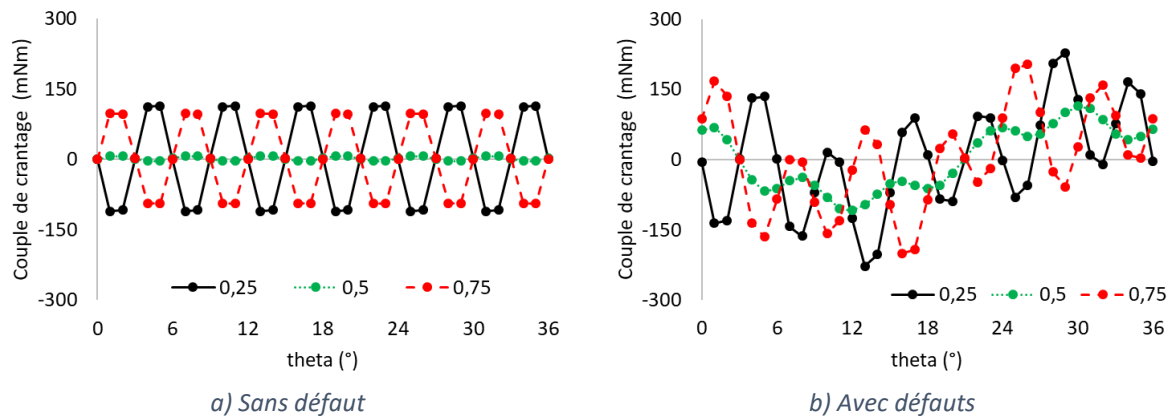 300
150
0
-150
-300
Couple de crantage (mNm)
0,25 0,5 0,75
0 6 12 18 24 30 36
theta (°)
a) Sans défaut
300
150
0
-150
-300
Couple de crantage (mNm)
0,25 0,5 0,75
0 6 12 18 24 30 36
theta (°)
b) Avec défauts